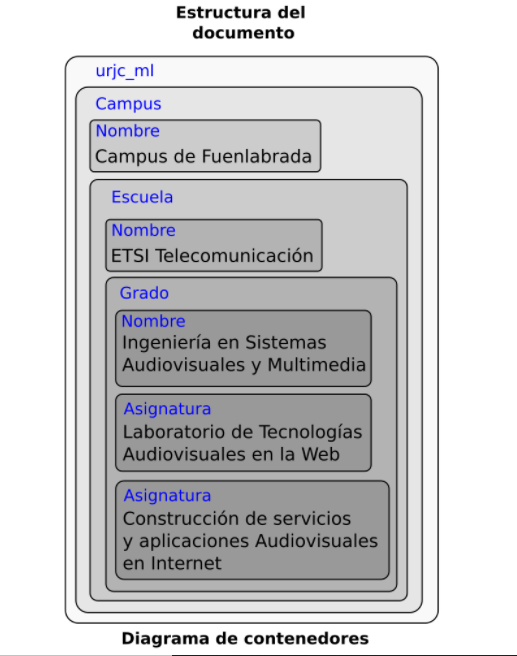 Estructura del
documento
urjc_ml
Campus
Nombre
Campus de Fuenlabrada
Escuela
Nombre
ETSI Telecomunicación
Grado
Nombre
Ingeniería en Sistemas
Audiovisuales y Multimedia
Asignatura
Laboratorio de Tecnologías
Audiovisuales en la Web
Asignatura
Construcción de servicios
y aplicaciones Audiovisuales
en Internet
Diagrama de contenedores